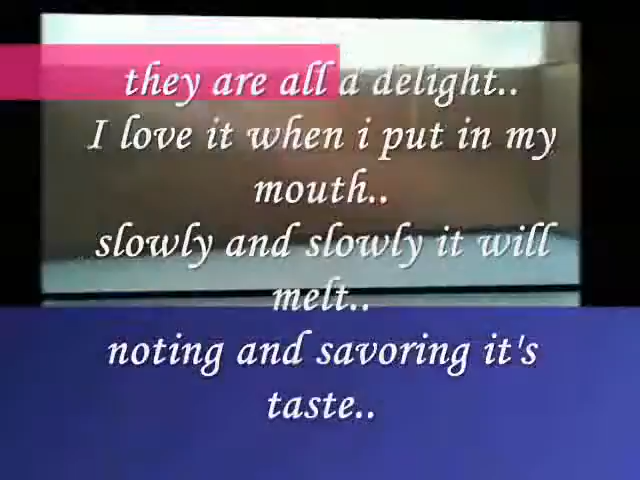 they are all a delight..
I love it when i put in my
mouth..
slowly and slowly it will
melt..
noting and savoring it's
taste..